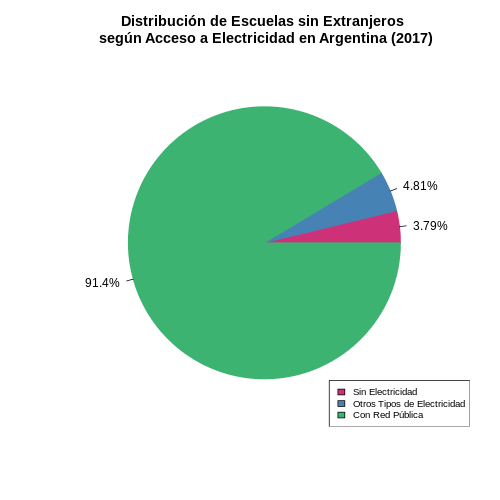 Distribución de Escuelas sin Extranjeros
según Acceso a Electricidad en Argentina (2017)
4.81%
3.79%
91.4%
Sin Electricidad
Otros Tipos de Electricidad
Con Red Pública